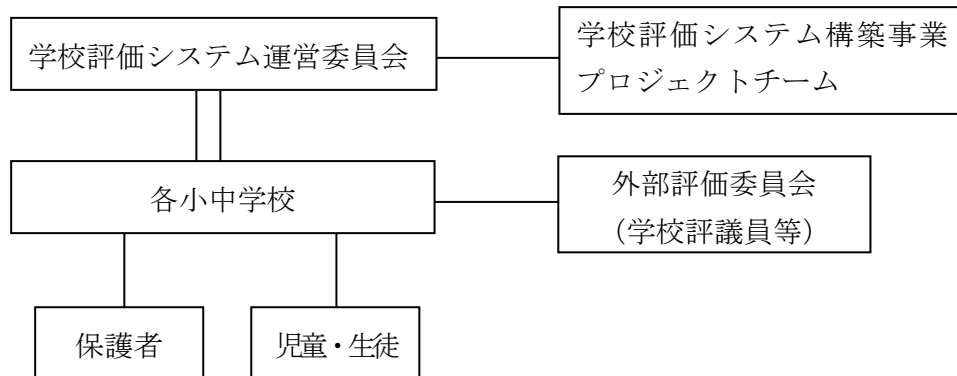 学校評価システム運営委員会
学校評価システム構築事業
プロジェクトチーム
各小中学校
外部評価委員会
（学校評議員等）
保護者
児童・生徒